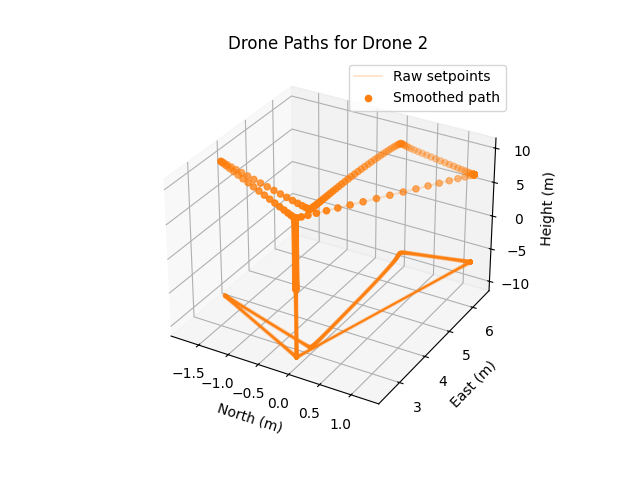 Drone Paths for Drone 2
Raw setpoints
Smoothed path
10
5
0
−5
−10
Height (m)
6
5
4
3
East (m)
−1.5
−1.0
−0.5
0.0
0.5
1.0
North (m)